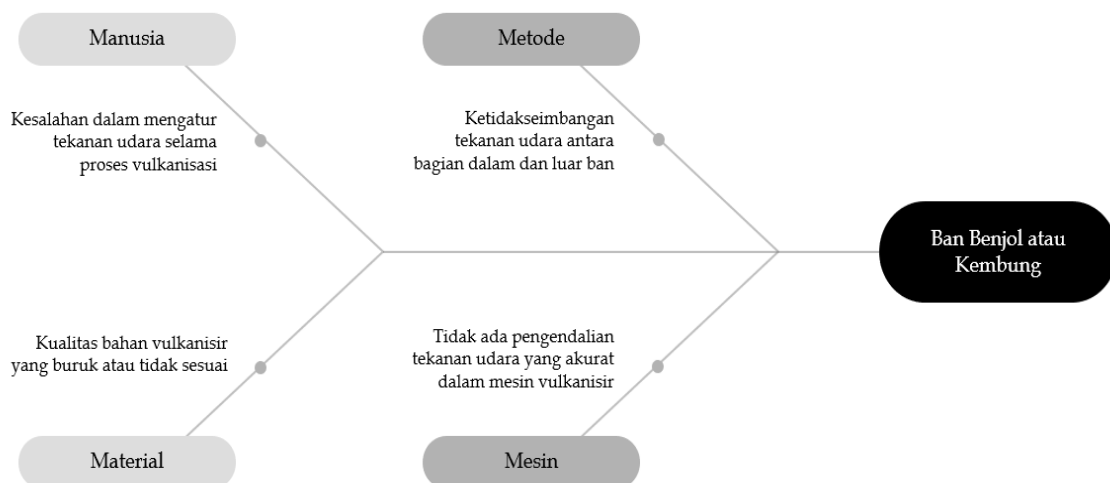 Manusia
Metode
Kesalahan dalam mengatur
tekanan udara selama
proses vulkanisasi
Ketidakseimbangan
tekanan udara antara
bagian dalam dan luar ban
Ban Benjol atau
Kembung
Kualitas bahan vulkanisir
yang buruk atau tidak sesuai
Tidak ada pengendalian
tekanan udara yang akurat
dalam mesin vulkanisir
Material
Mesin